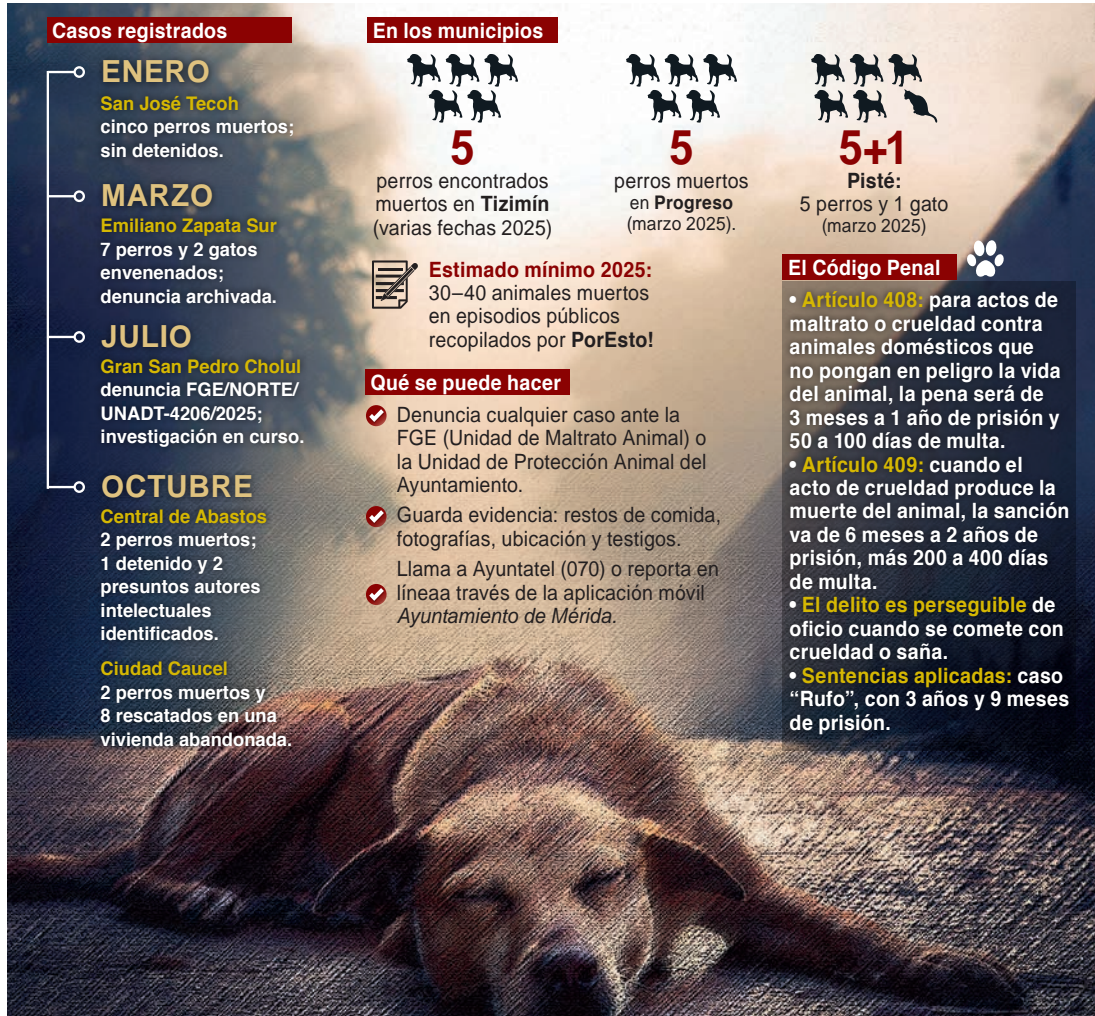 Casos registrados
ENERO
San José Tecoh
cinco perros muertos;
sin detenidos.
MARZO
Emiliano Zapata Sur
7 perros y 2 gatos
envenenados;
denuncia archivada.
JULIO
Gran San Pedro Cholul
denuncia FGE/NORTE/
UNADT-4206/2025;
investigación en curso.
OCTUBRE
Central de Abastos
2 perros muertos;
1 detenido y 2
presuntos autores
intelectuales
identificados.
Ciudad Caucel
2 perros muertos y
8 rescatados en una
vivienda abandonada.
En los municipios
5
perros encontrados
muertos en Tizimín
(varias fechas 2025)
5
perros muertos
en Progreso
(marzo 2025).
5+1
Pisté:
5 perros y 1 gato
(marzo 2025)
Estimado mínimo 2025:
30–40 animales muertos
en episodios públicos
recopilados por PorEsto!
Qué se puede hacer
Denuncia cualquier caso ante la
FGE (Unidad de Maltrato Animal) o
la Unidad de Protección Animal del
Ayuntamiento.
Guarda evidencia: restos de comida,
fotografías, ubicación y testigos.
Llama a Ayuntatel (070) o reporta en
líneaa través de la aplicación móvil
Ayuntamiento de Mérida.
El Código Penal
• Artículo 408: para actos de
maltrato o crueldad contra
animales domésticos que
no pongan en peligro la vida
del animal, la pena será de
3 meses a 1 año de prisión y
50 a 100 días de multa.
• Artículo 409: cuando el
acto de crueldad produce la
muerte del animal, la sanción
va de 6 meses a 2 años de
prisión, más 200 a 400 días
de multa.
• El delito es perseguible de
oficio cuando se comete con
crueldad o saña.
• Sentencias aplicadas: caso
“Rufo”, con 3 años y 9 meses
de prisión.